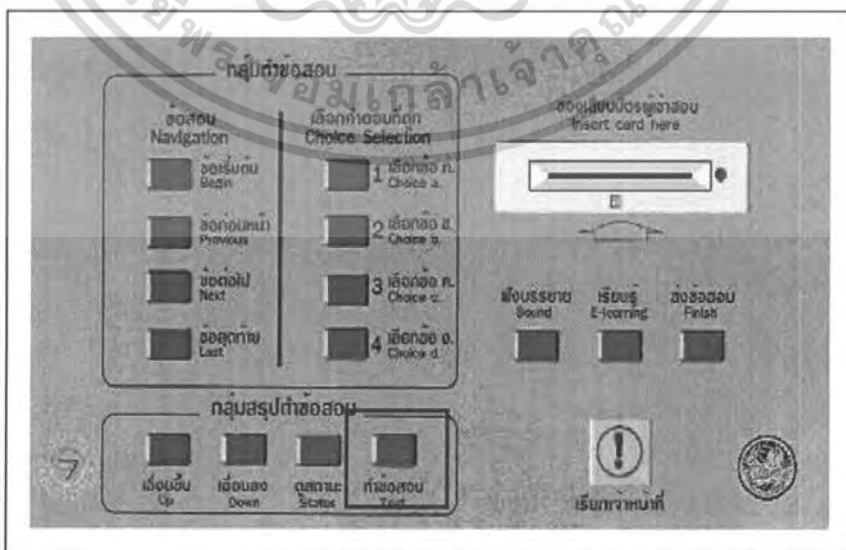 กลุ่มทำข้อสอบ
ข้อสอบ
Navigation
ข้อเริ่มต้น
Begin
ข้อก่อนหน้า
Previous
ข้อต่อไป
Next
ข้อสุดท้าย
Last
เลือกคำตอบที่ถูก
Choice Selection
1 เลือกข้อ ก.
Choice a.
2 เลือกข้อ ข.
Choice b.
3 เลือกข้อ ค.
Choice c.
4 เลือกข้อ ง.
Choice d.
ช่องเสียบบัตรผู้เข้าสอบ
Insert card here
ฟังบรรยาย
Sound
เรียนรู้
E-learning
ส่งข้อสอบ
Finish
กลุ่มสรุปทำข้อสอบ
เลื่อนขึ้น
Up
เลื่อนลง
Down
ดูสถานะ
Status
ทำข้อสอบ
Test
เรียกเจ้าหน้าที่